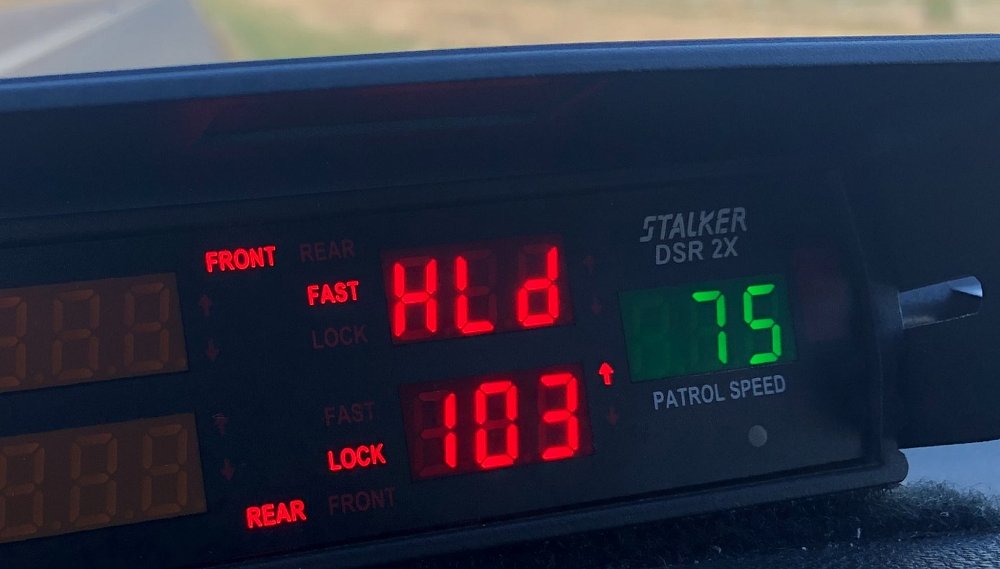 STALKER
DSR 2X
FRONT REAR
FAST HLd
LOCK
75
PATROL SPEED
FAST 103
LOCK
REAR FRONT